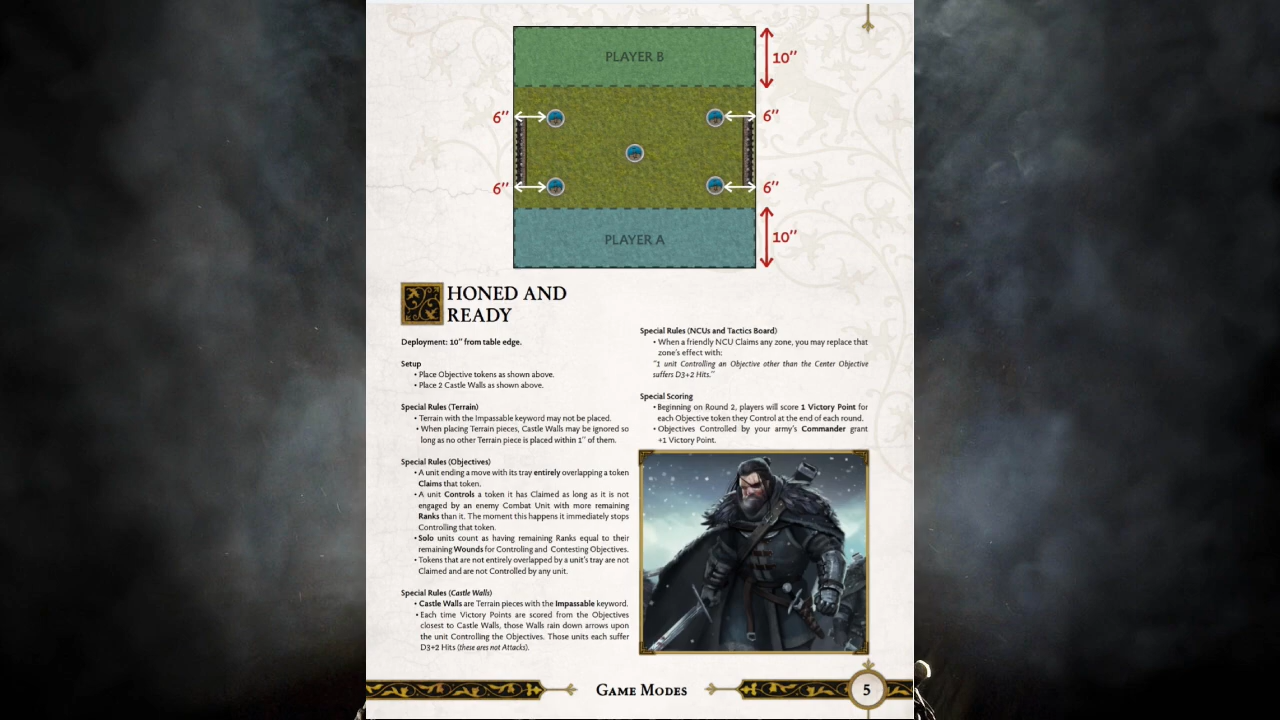 PLAYER B
10"
6" 6"
6" 6"
PLAYER A
10"
HONED AND
READY
Deployment: 10" from table edge.
Setup
• Place Objective tokens as shown above.
• Place 2 Castle Walls as shown above.
Special Rules (Terrain)
• Terrain with the Impassable keyword may not be placed.
• When placing Terrain pieces, Castle Walls may be ignored so
long as no other Terrain piece is placed within 1" of them.
Special Rules (Objectives)
• A unit ending a move with its tray entirely overlapping a token
Claims that token.
• A unit Controls a token it has Claimed as long as it is not
engaged by an enemy Combat Unit with more remaining
Ranks than it. The moment this happens it immediately stops
Controlling that token.
• Solo units count as having remaining Ranks equal to their
remaining Wounds for Controling and Contesting Objectives.
• Tokens that are not entirely overlapped by a unit's tray are not
Claimed and are not Controlled by any unit.
Special Rules (Castle Walls)
• Castle Walls are Terrain pieces with the Impassable keyword.
• Each time Victory Points are scored from the Objectives
closest to Castle Walls, those Walls rain down arrows upon
the unit Controlling the Objectives. Those units each suffer
D3+2 Hits (these ares not Attacks).
Special Rules (NCUs and Tactics Board)
• When a friendly NCU Claims any zone, you may replace that
zone's effect with:
"1 unit Controlling an Objective other than the Center Objective
suffers D3+2 Hits."
Special Scoring
• Beginning on Round 2, players will score 1 Victory Point for
each Objective token they Control at the end of each round.
• Objectives Controlled by your army's Commander grant
+1 Victory Point.
GAME MODES
5